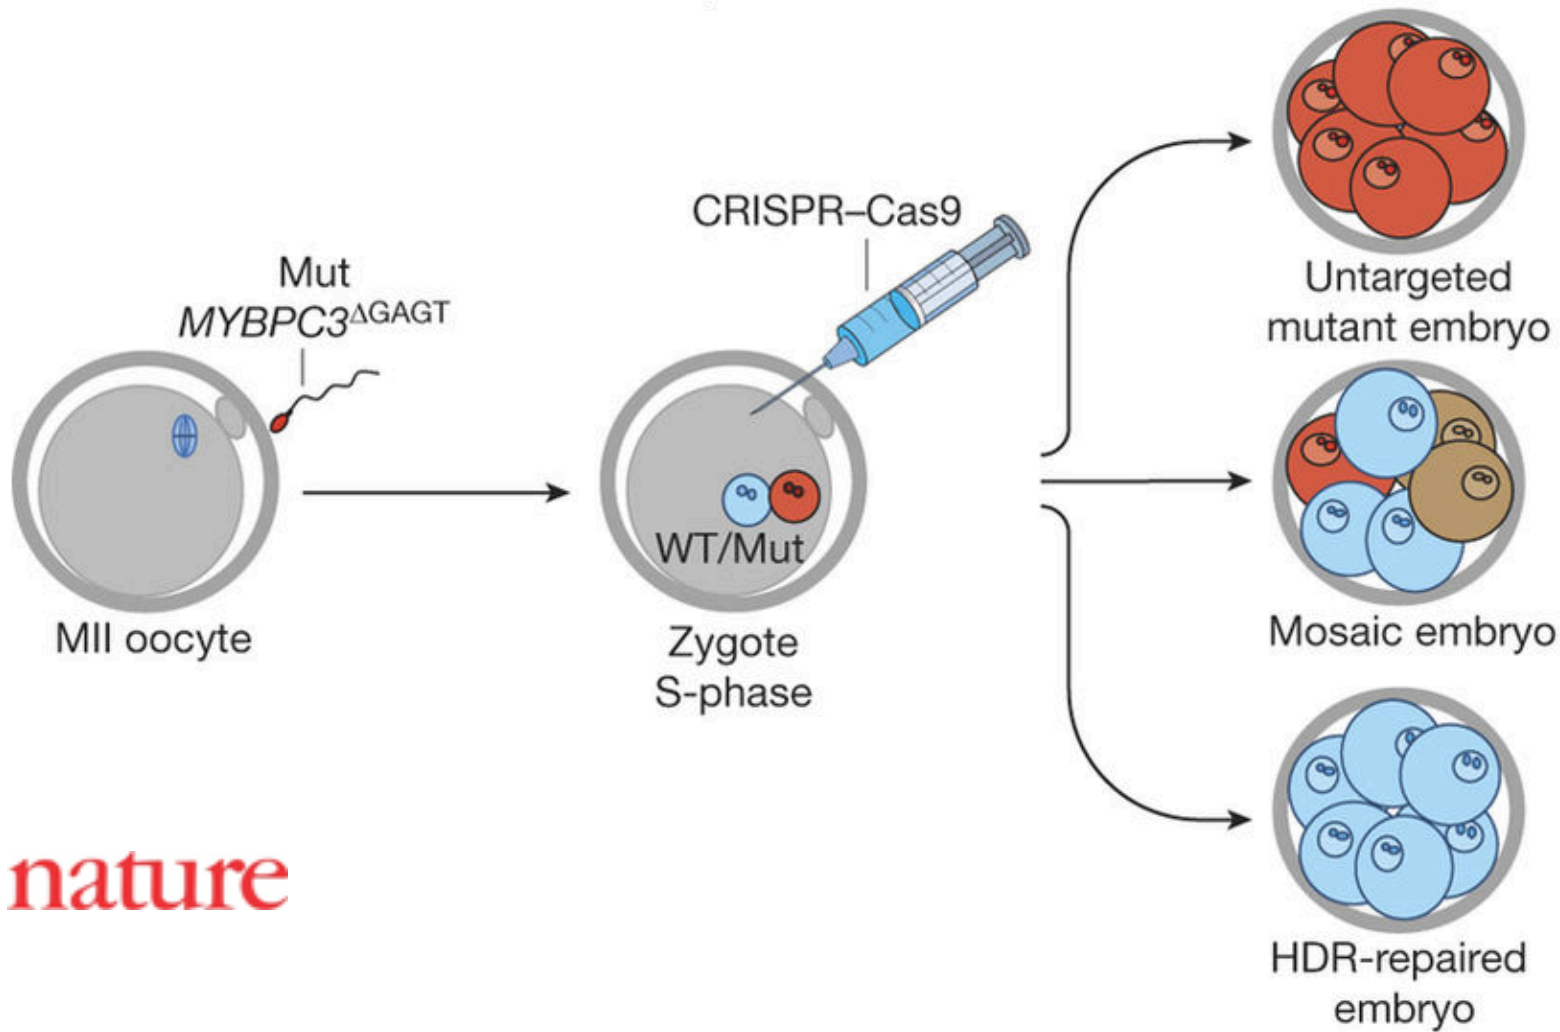 Mut
MYBPC3ΔGAGT
MII oocyte
CRISPR–Cas9
WT/Mut
Zygote
S-phase
Untargeted
mutant embryo
Mosaic embryo
HDR-repaired
embryo
nature